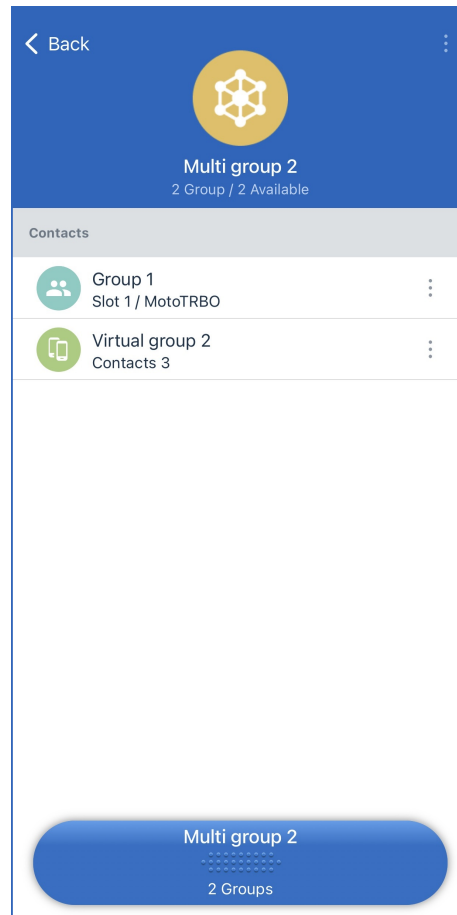 Back
Multi group 2
2 Group / 2 Available
Contacts
Group 1
Slot 1 / MotoTRBO
Virtual group 2
Contacts 3
Multi group 2
2 Groups